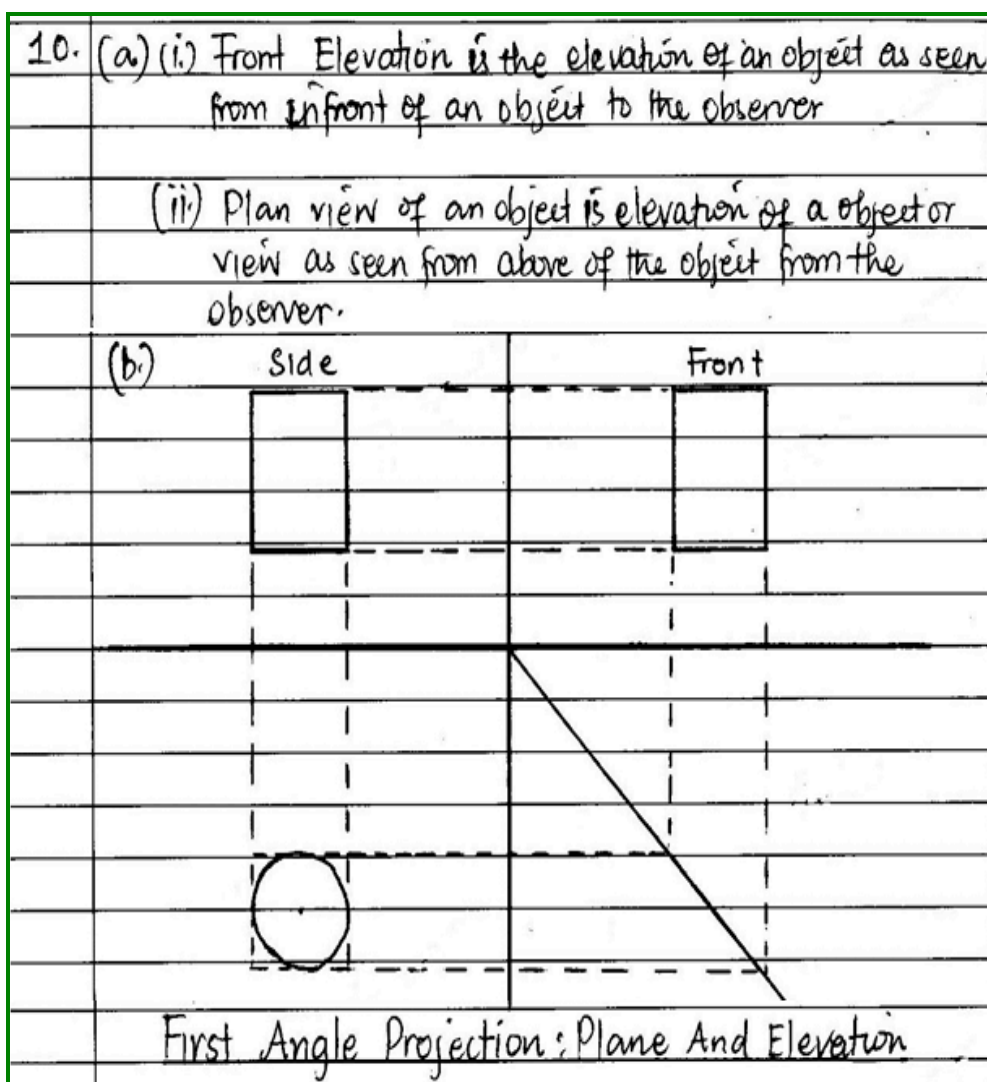 10. (a) (i.) Front Elevation is the elevation of an object as seen
from infront of an object to the observer
(ii.) Plan view of an object is elevation of a object or
view as seen from above of the object from the
observer.
(b.) Side Front
First Angle Projection: Plane And Elevation